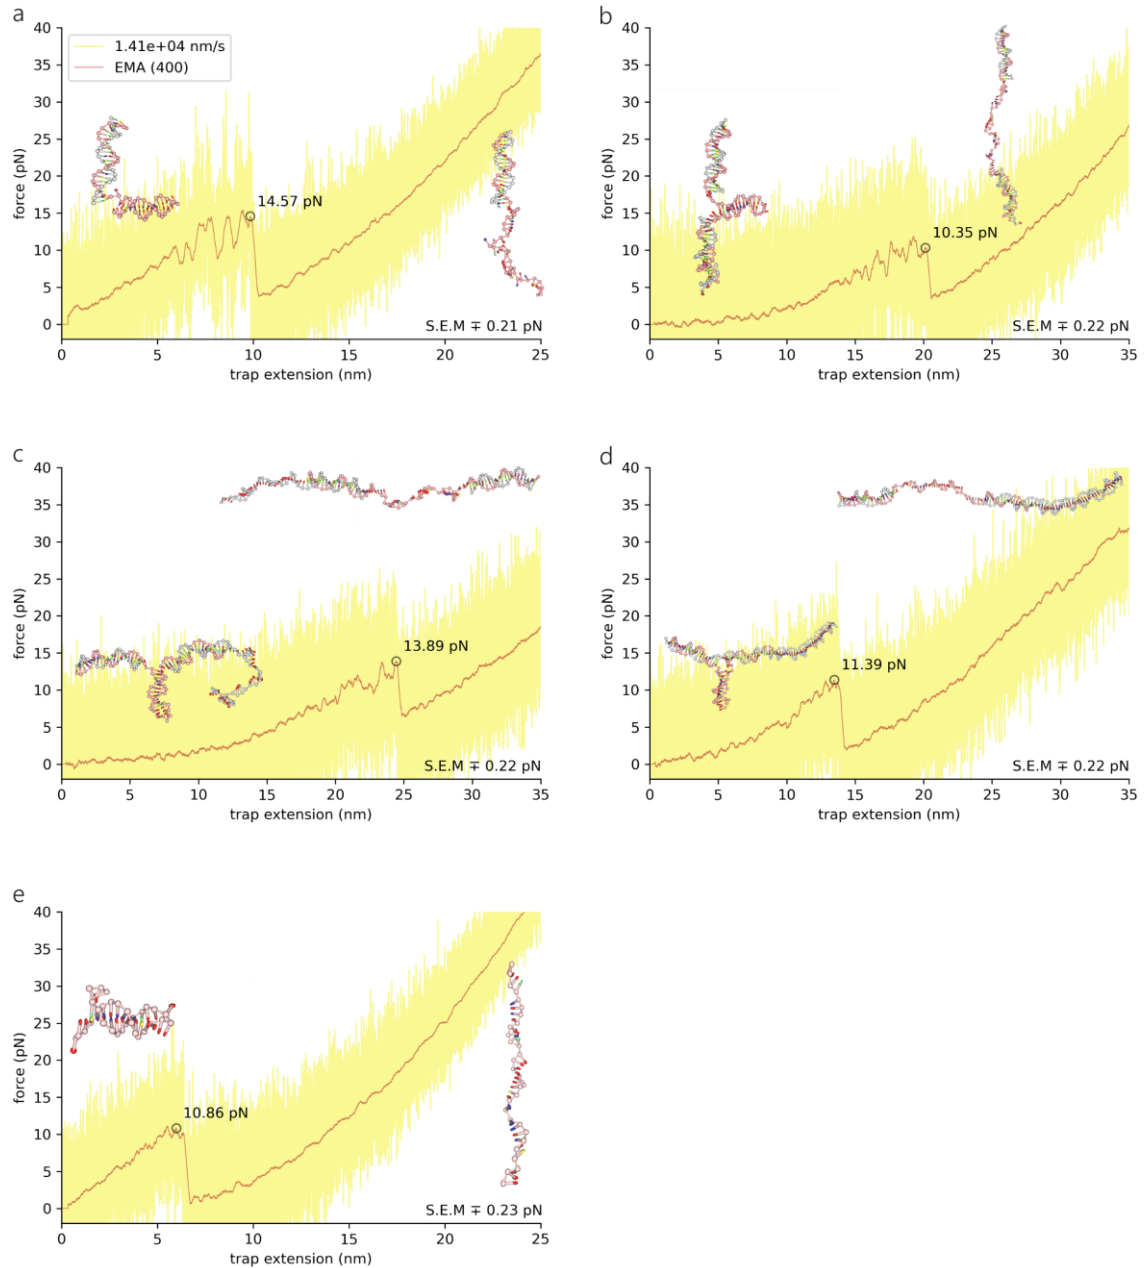 a
40
35
30
25
20
15
10
5
0
force (pN)
1.41e+04 nm/s
EMA (400)
14.57 pN
S.E.M ∓ 0.21 pN
0 5 10 15 20 25
trap extension (nm)
b
40
35
30
25
20
15
10
5
0
force (pN)
10.35 pN
S.E.M ∓ 0.22 pN
0 5 10 15 20 25 30 35
trap extension (nm)
c
40
35
30
25
20
15
10
5
0
force (pN)
13.89 pN
S.E.M ∓ 0.22 pN
0 5 10 15 20 25 30 35
trap extension (nm)
d
40
35
30
25
20
15
10
5
0
force (pN)
11.39 pN
S.E.M ∓ 0.22 pN
0 5 10 15 20 25 30 35
trap extension (nm)
e
40
35
30
25
20
15
10
5
0
force (pN)
10.86 pN
S.E.M ∓ 0.23 pN
0 5 10 15 20 25
trap extension (nm)